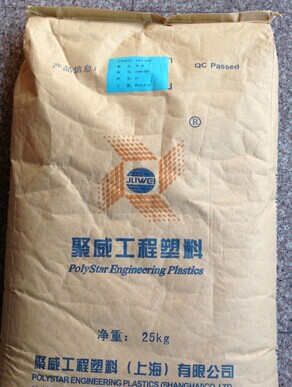 产品信息:
QC Passed
®
JUWEI
聚威工程塑料
PolyStar Engineering Plastics
净重: 25kg
聚威工程塑料（上海）有限公司
POLYSTAR ENGINEERING PLASTICS (SHANGHAI)CO.,LTD